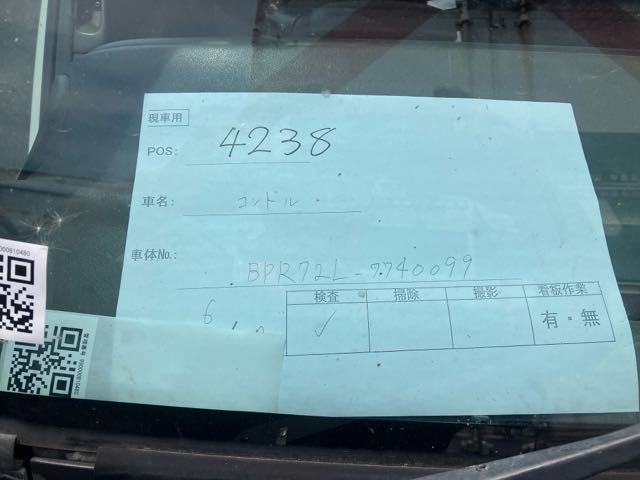 現車用
POS: 4238
車名: コンドル
車体No.:
BPR72L-7740099
6
検査 掃除 撮影 看板作業
✓ 有・無